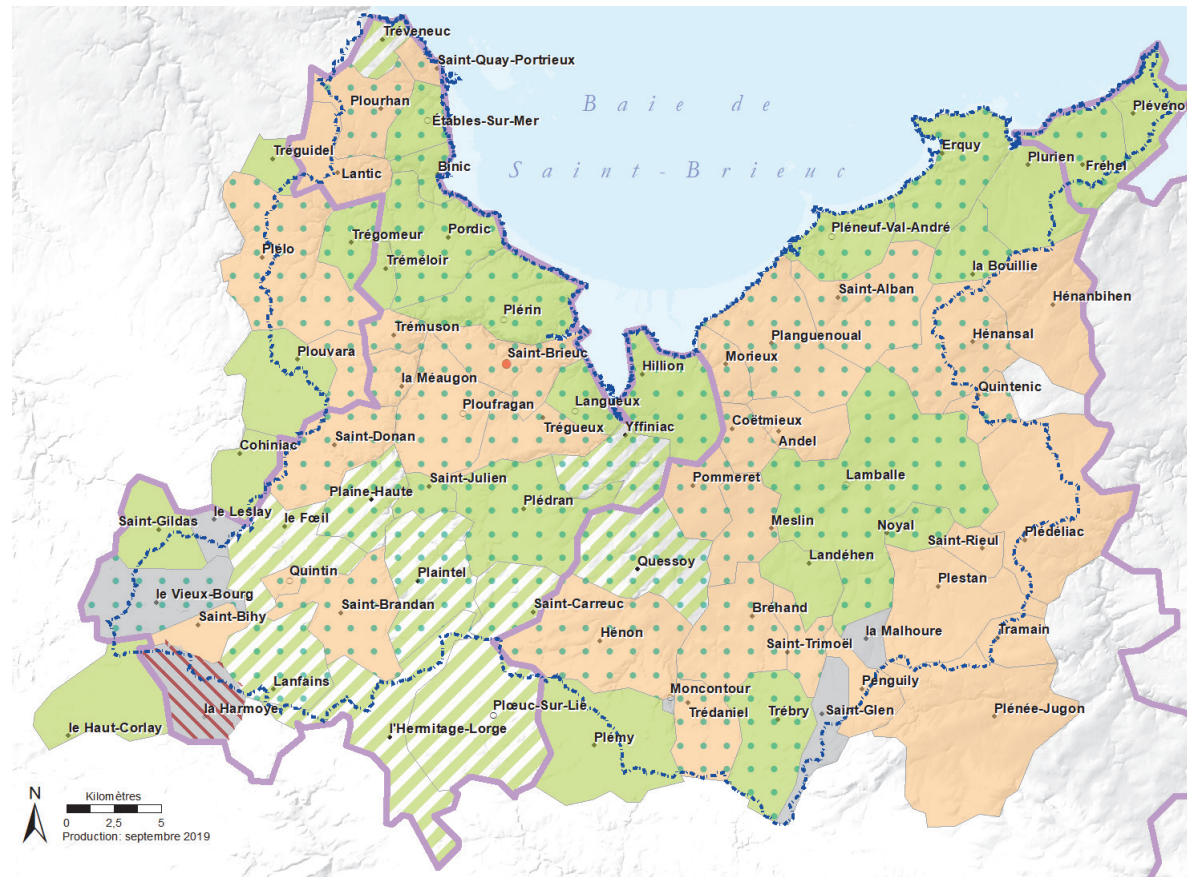 Tréveneuc
Saint-Quay-Portrieux
Plourhan
Étables-Sur-Mer
Baie de
Saint-Brieuc
Plévenon
Erquy
Plurien
Fréhel
Tréguidel
Lantic
Binic
Trégomeur
Pordic
Pléneuf-Val-André
Plélo
Tréméloir
la Bouillie
Saint-Alban
Hénanbihen
Plérin
Trémuson
Planguenoual
Hénansal
Plouvara
Saint-Brieuc
Morieux
Hillion
la Méaugon
Quintenic
Ploufragan
Langueux
Trégueux
Yffiniac
Coëtmieux
Andel
Cohiniac
Saint-Donan
Saint-Julien
Pommeret
Lamballe
Plaine-Haute
Plédran
le Leslay
le Fœil
Saint-Gildas
Meslin
Noyal
Saint-Rieul
Plédéliac
Landéhen
Quintin
Plaintel
Quessoy
Plestan
le Vieux-Bourg
Saint-Brandan
Saint-Carreuc
Bréhand
Saint-Bihy
Hénon
Saint-Trimoël
la Malhoure
Tramain
Lanfains
Moncontour
Pénguily
la Harmoye
Plœuc-Sur-Lié
Trédaniel
Trébry
Saint-Glen
Plénée-Jugon
le Haut-Corlay
l'Hermitage-Lorge
Plémy
N
Kilomètres
0 2,5 5
Production: septembre 2019